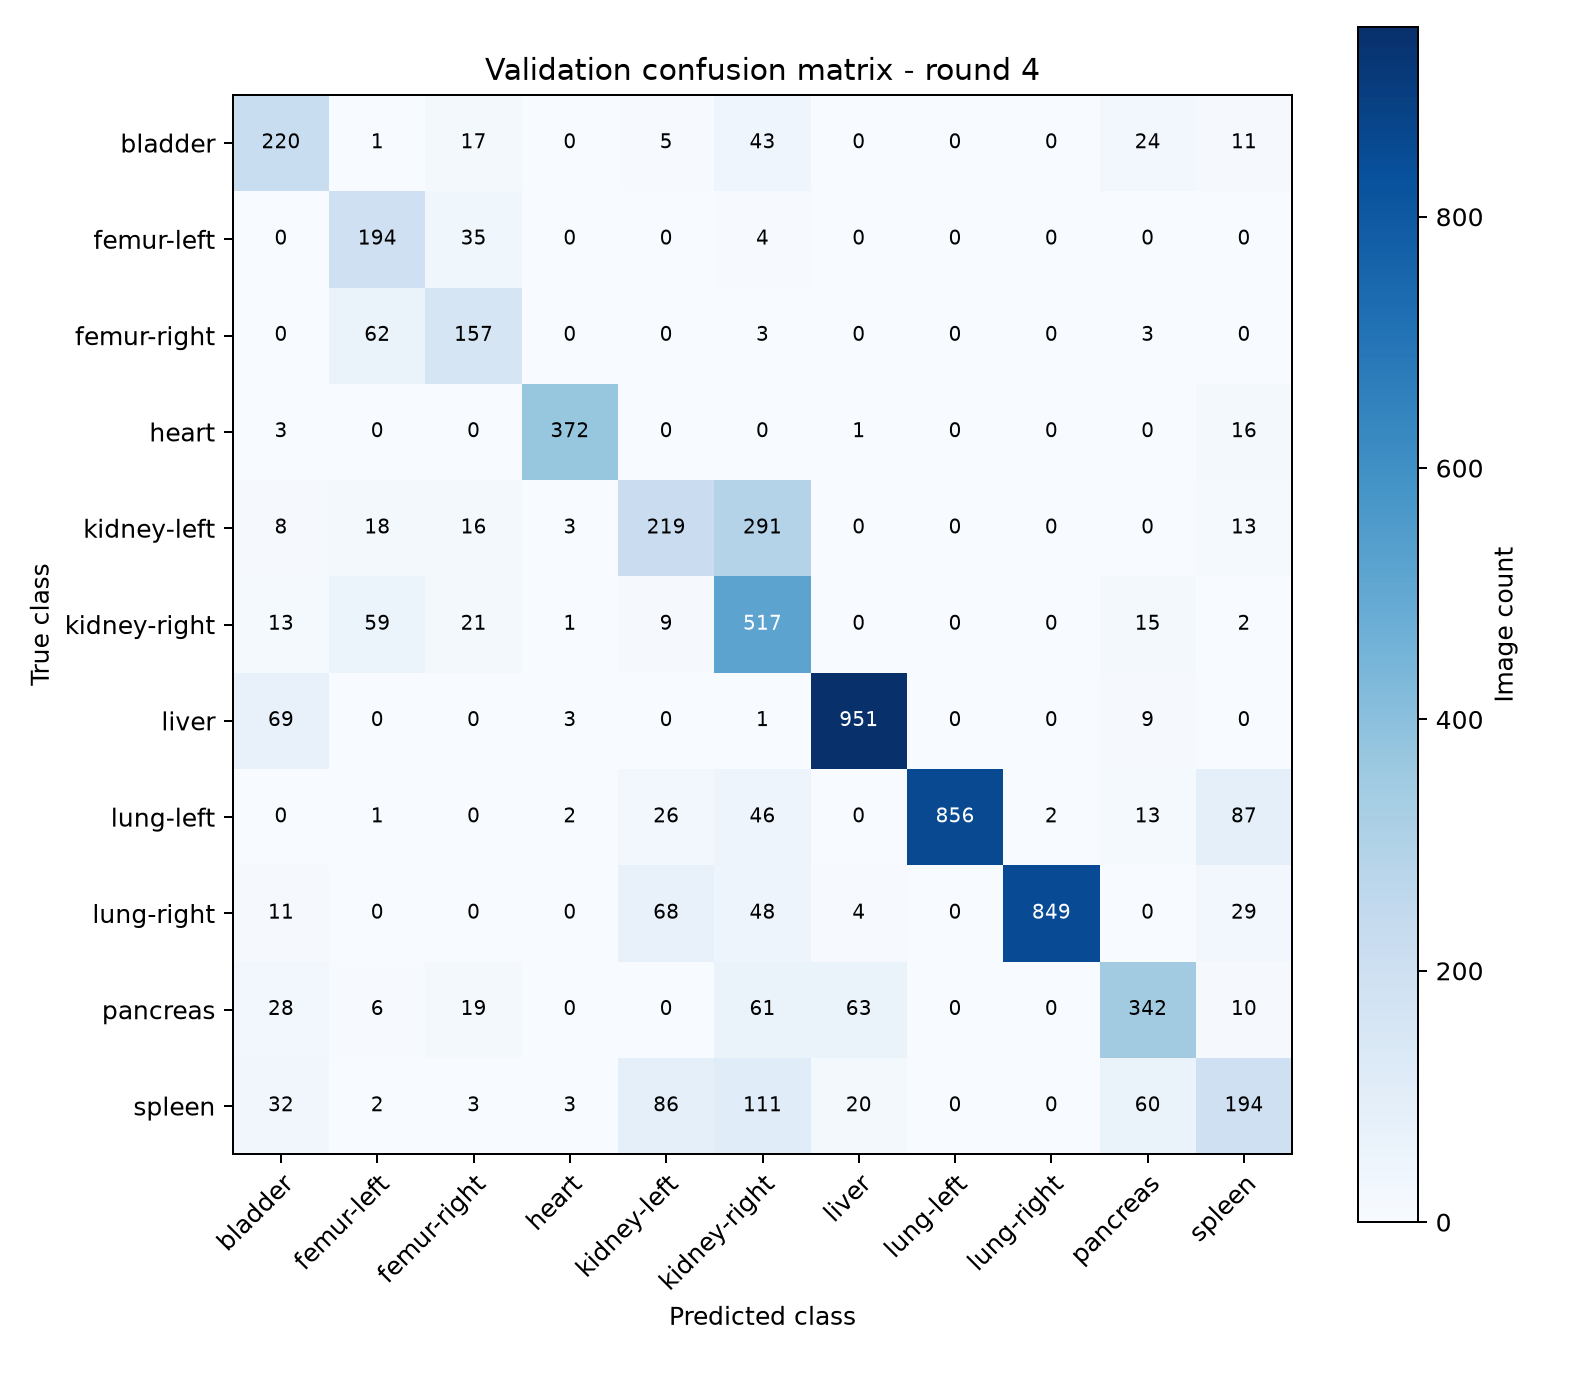 Validation confusion matrix - round 4
bladder 220 1 17 0 5 43 0 0 0 24 11
femur-left 0 194 35 0 0 4 0 0 0 0 0
femur-right 0 62 157 0 0 3 0 0 0 3 0
heart 3 0 0 372 0 0 1 0 0 0 16
kidney-left 8 18 16 3 219 291 0 0 0 0 13
kidney-right 13 59 21 1 9 517 0 0 0 15 2
liver 69 0 0 3 0 1 951 0 0 9 0
lung-left 0 1 0 2 26 46 0 856 2 13 87
lung-right 11 0 0 0 68 48 4 0 849 0 29
pancreas 28 6 19 0 0 61 63 0 0 342 10
spleen 32 2 3 3 86 111 20 0 0 60 194
bladder femur-left femur-right heart kidney-left kidney-right liver lung-left lung-right pancreas spleen
Predicted class
True class
800
600
400
200
0
Image count